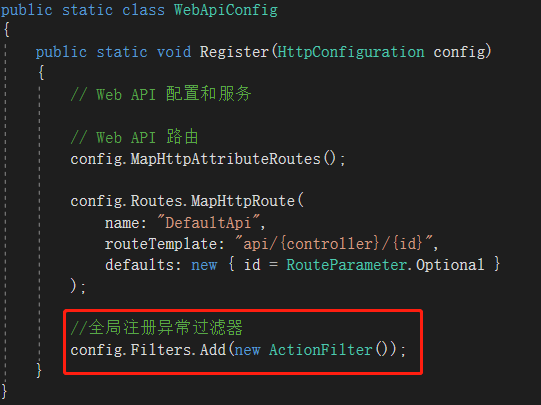 public static class WebApiConfig
{
public static void Register(HttpConfiguration config)
{
// Web API 配置和服务
// Web API 路由
config.MapHttpAttributeRoutes();
config.Routes.MapHttpRoute(
name: "DefaultApi",
routeTemplate: "api/{controller}/{id}",
defaults: new { id = RouteParameter.Optional }
);
//全局注册异常过滤器
config.Filters.Add(new ActionFilter());
}
}